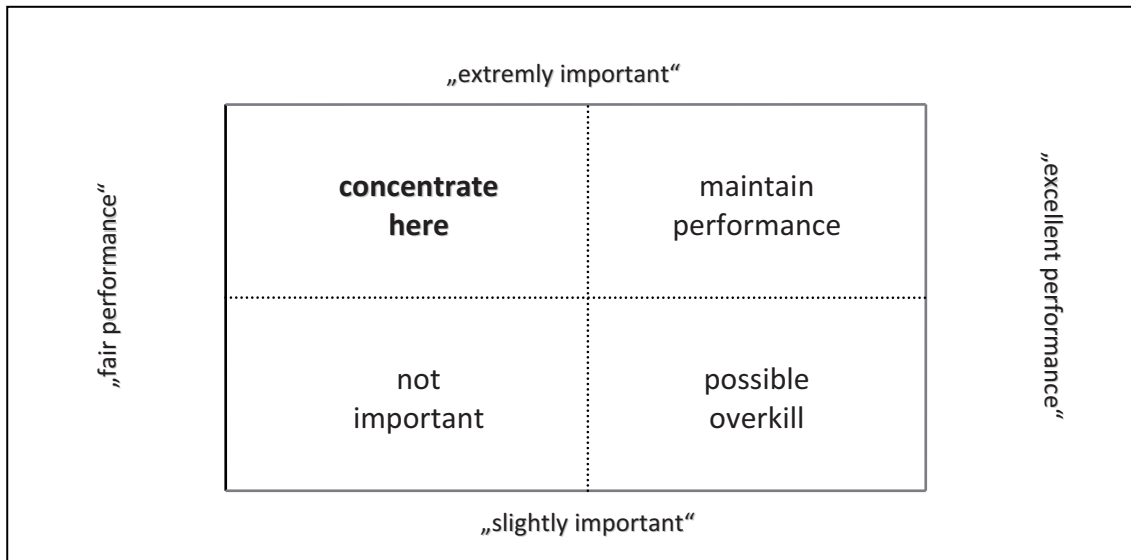 „extremly important“
concentrate
here
maintain
performance
„fair performance“
„excellent performance“
not
important
possible
overkill
„slightly important“